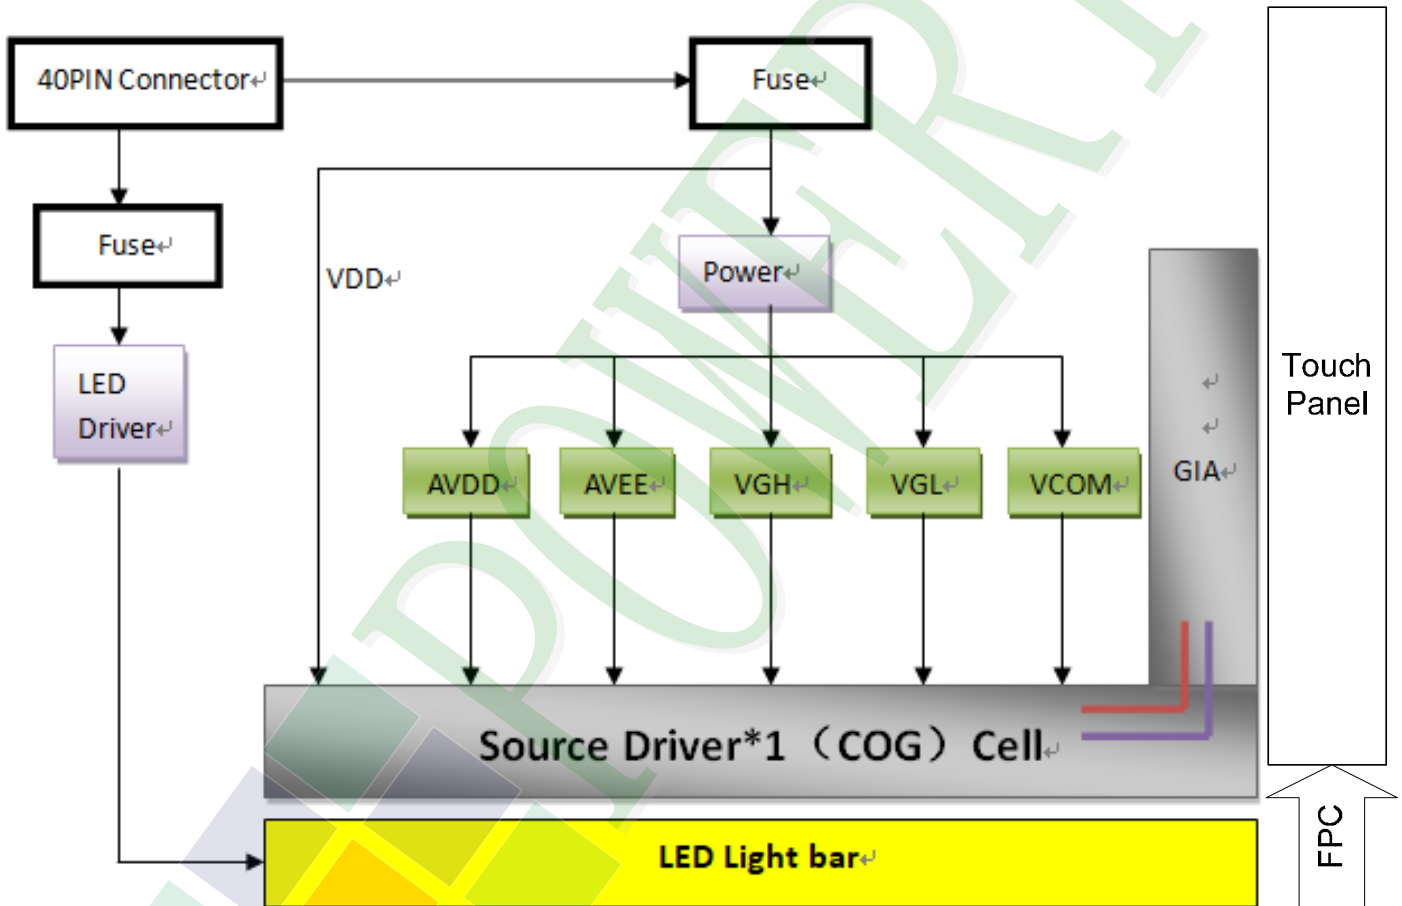 40PIN Connector
Fuse
Fuse
VDD
Power
LED
Driver
Touch
Panel
GIA
AVDD
AVEE
VGH
VGL
VCOM
Source Driver*1（COG）Cell
LED Light bar
FPC
POWER